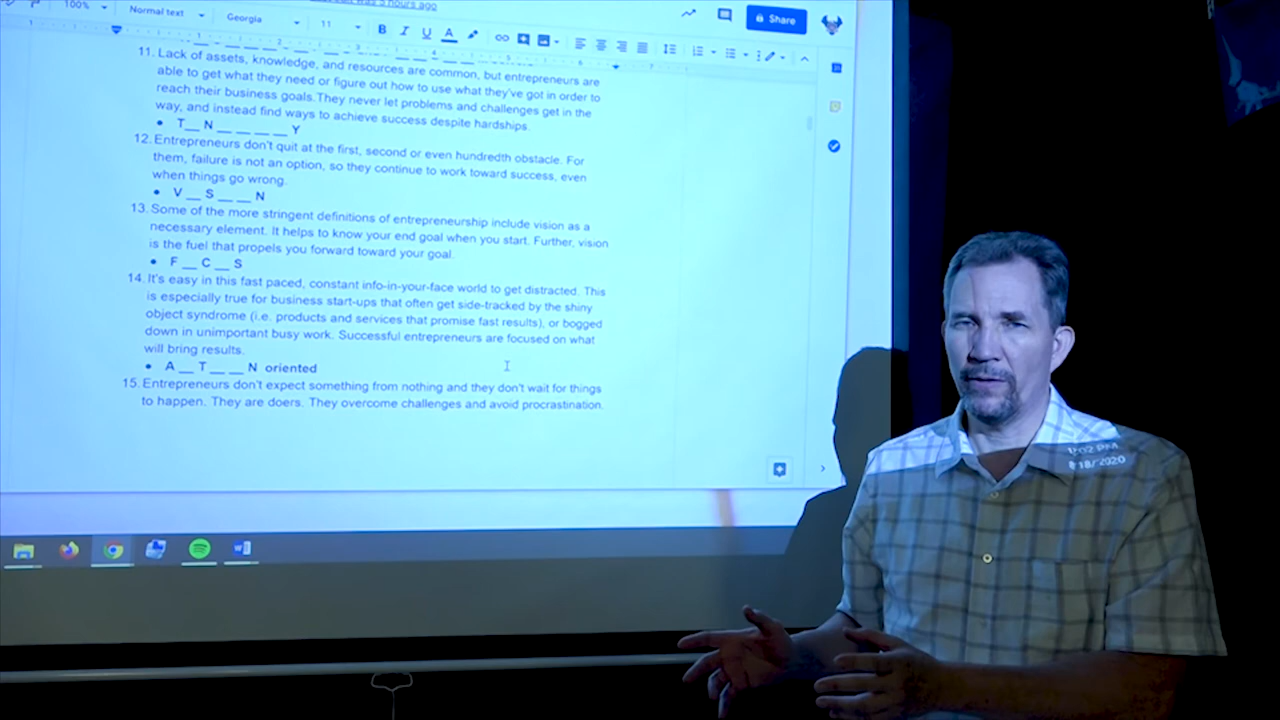 100% Normal text Georgia 11 B I U A Share
11. Lack of assets, knowledge, and resources are common, but entrepreneurs are
able to get what they need or figure out how to use what they've got in order to
reach their business goals.They never let problems and challenges get in the
way, and instead find ways to achieve success despite hardships.
• T__ N __ __ __ __ Y
12. Entrepreneurs don't quit at the first, second or even hundredth obstacle. For
them, failure is not an option, so they continue to work toward success, even
when things go wrong.
• V __ S __ __ N
13. Some of the more stringent definitions of entrepreneurship include vision as a
necessary element. It helps to know your end goal when you start. Further, vision
is the fuel that propels you forward toward your goal.
• F __ C __ S
14. It's easy in this fast paced, constant info-in-your-face world to get distracted. This
is especially true for business start-ups that often get side-tracked by the shiny
object syndrome (i.e. products and services that promise fast results), or bogged
down in unimportant busy work. Successful entrepreneurs are focused on what
will bring results.
• A __ T __ __ N oriented
15. Entrepreneurs don't expect something from nothing and they don't wait for things
to happen. They are doers. They overcome challenges and avoid procrastination.
PM
2020